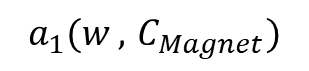 a₁(w , C_Magnet)